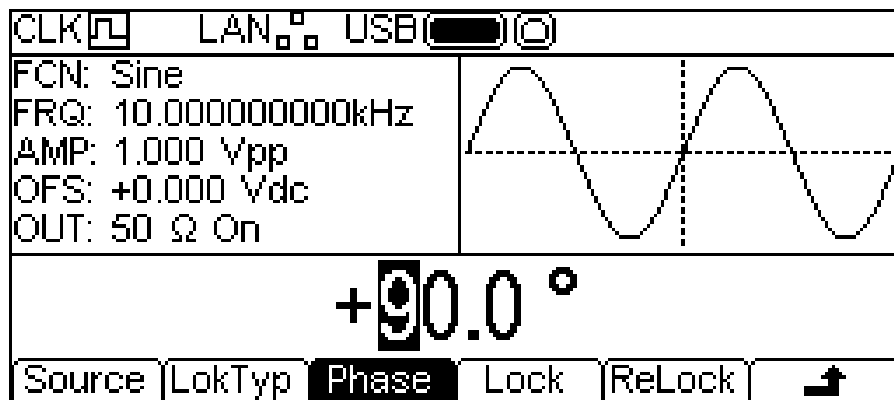 CLK LAN USB
FCN: Sine
FRQ: 10.000000000kHz
AMP: 1.000 Vpp
OFS: +0.000 Vdc
OUT: 50 Ω On
+90.0 °
Source LokTyp Phase Lock ReLock